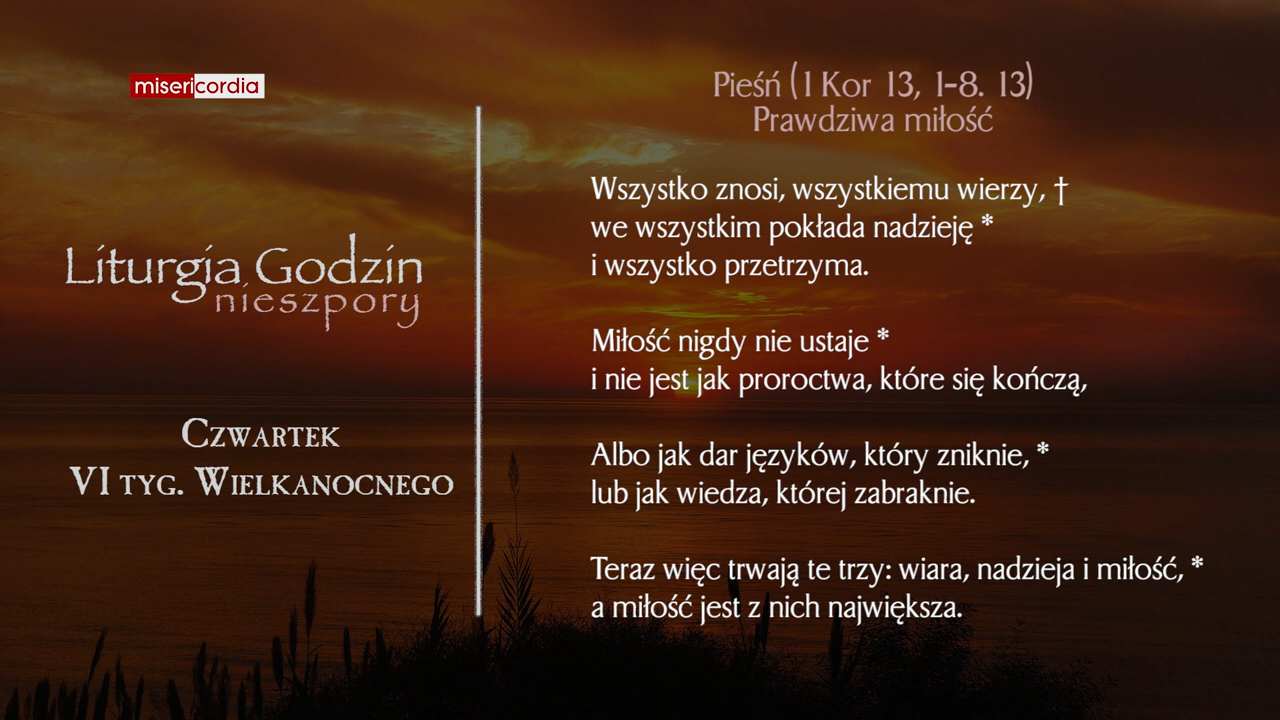 misericordia
Liturgia Godzin
nieszpory
Czwartek
VI tyg. Wielkanocnego
Pieśń (1 Kor 13, 1-8. 13)
Prawdziwa miłość
Wszystko znosi, wszystkiemu wierzy, †
we wszystkim pokłada nadzieję *
i wszystko przetrzyma.
Miłość nigdy nie ustaje *
i nie jest jak proroctwa, które się kończą,
Albo jak dar języków, który zniknie, *
lub jak wiedza, której zabraknie.
Teraz więc trwają te trzy: wiara, nadzieja i miłość, *
a miłość jest z nich największa.